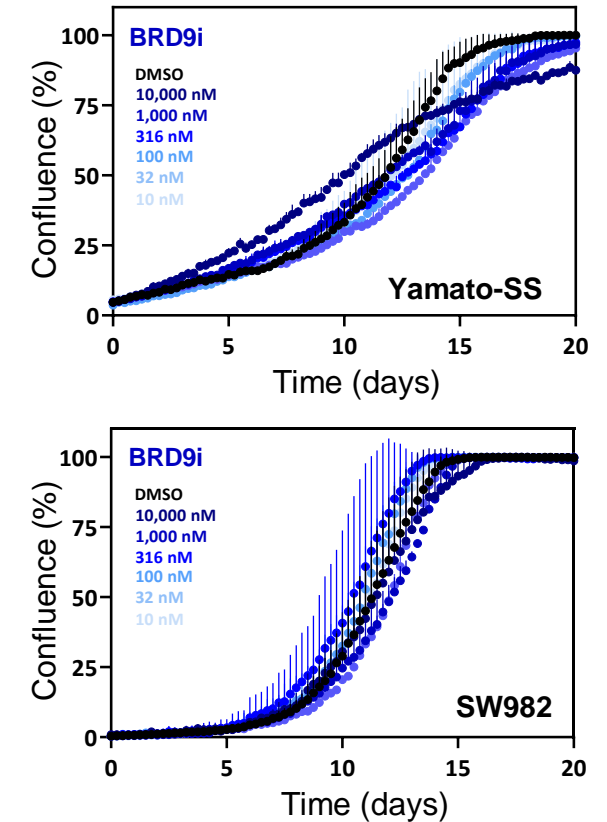 BRD9i
DMSO
10,000 nM
1,000 nM
316 nM
100 nM
32 nM
10 nM
Confluence (%)
100
75
50
25
0
Yamato-SS
0 5 10 15 20
Time (days)
BRD9i
DMSO
10,000 nM
1,000 nM
316 nM
100 nM
32 nM
10 nM
Confluence (%)
100
75
50
25
0
SW982
0 5 10 15 20
Time (days)